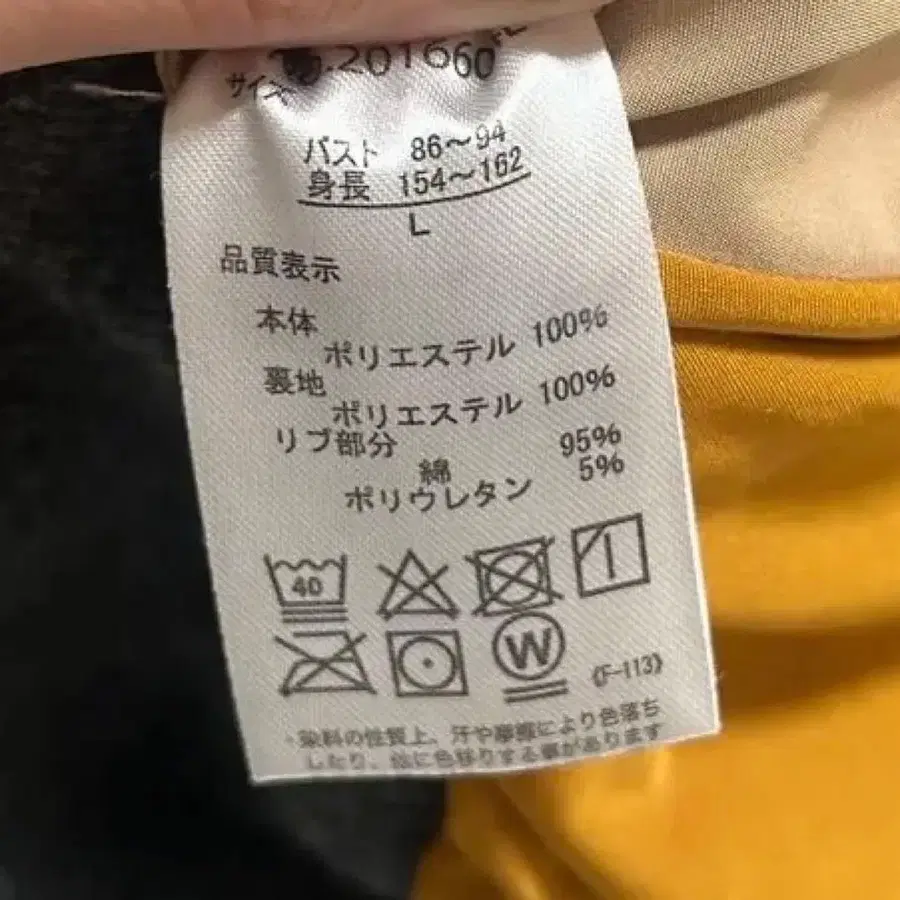 サイズ
バスト 86~94
身長 154~162
L
品質表示
本体
ポリエステル 100%
裏地
ポリエステル 100%
リブ部分
綿 95%
ポリウレタン 5%
40
W
(F-113)
・染料の性質上、汗や摩擦により色落ち
したり、他に色移りする事があります